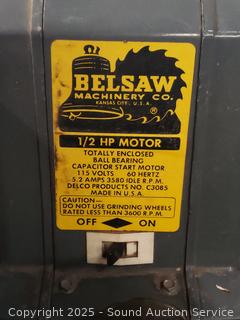 BELSAW
MACHINERY CO.
KANSAS CITY, U.S.A.
1/2 HP MOTOR
TOTALLY ENCLOSED
BALL BEARING
CAPACITOR START MOTOR
115 VOLTS 60 HERTZ
5.2 AMPS 3580 IDLE R.P.M.
DELCO PRODUCTS NO. C3085
MADE IN U.S.A.
CAUTION—
DO NOT USE GRINDING WHEELS
RATED LESS THAN 3600 R.P.M.
OFF ON
Copyright 2025 - Sound Auction Service